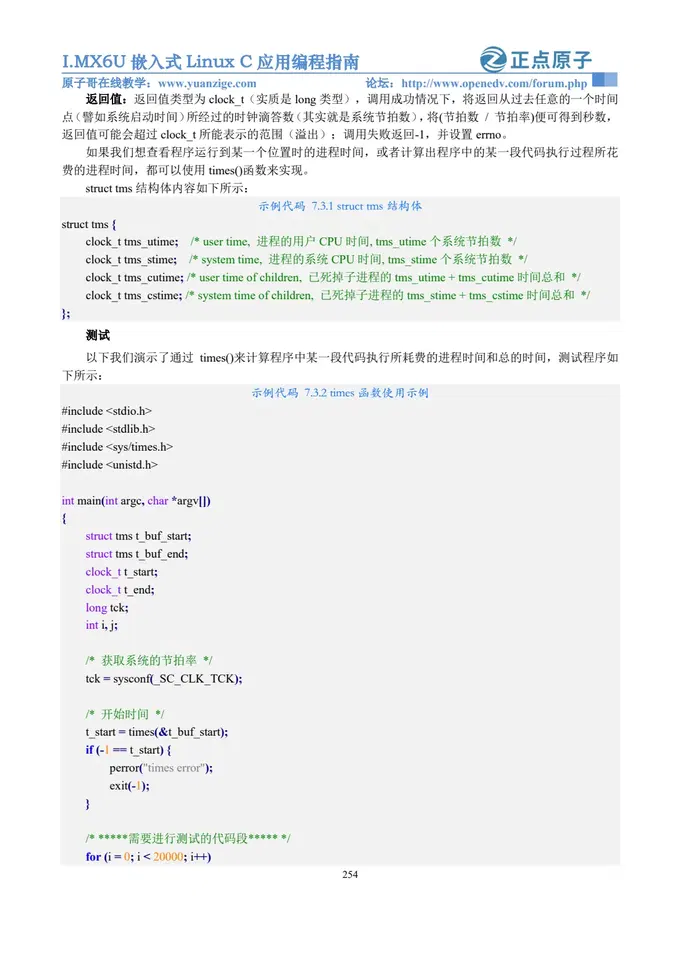 I.MX6U 嵌入式 Linux C 应用编程指南
正点原子
原子哥在线教学：www.yuanzige.com 论坛：http://www.openedv.com/forum.php
返回值：返回值类型为 clock_t（实质是 long 类型），调用成功情况下，将返回从过去任意的一个时间
点（譬如系统启动时间）所经过的时钟滴答数（其实就是系统节拍数），将(节拍数 / 节拍率)便可得到秒数，
返回值可能会超过 clock_t 所能表示的范围（溢出）；调用失败返回-1，并设置 errno。
如果我们想查看程序运行到某一个位置时的进程时间，或者计算出程序中的某一段代码执行过程所花
费的进程时间，都可以使用 times()函数来实现。
struct tms 结构体内容如下所示：
示例代码 7.3.1 struct tms 结构体
struct tms {
clock_t tms_utime; /* user time, 进程的用户 CPU 时间, tms_utime 个系统节拍数 */
clock_t tms_stime; /* system time, 进程的系统 CPU 时间, tms_stime 个系统节拍数 */
clock_t tms_cutime; /* user time of children, 已死掉子进程的 tms_utime + tms_cutime 时间总和 */
clock_t tms_cstime; /* system time of children, 已死掉子进程的 tms_stime + tms_cstime 时间总和 */
};
测试
以下我们演示了通过 times()来计算程序中某一段代码执行所耗费的进程时间和总的时间，测试程序如
下所示：
示例代码 7.3.2 times 函数使用示例
#include <stdio.h>
#include <stdlib.h>
#include <sys/times.h>
#include <unistd.h>
int main(int argc, char *argv[])
{
struct tms t_buf_start;
struct tms t_buf_end;
clock_t t_start;
clock_t t_end;
long tck;
int i, j;
/* 获取系统的节拍率 */
tck = sysconf(_SC_CLK_TCK);
/* 开始时间 */
t_start = times(&t_buf_start);
if (-1 == t_start) {
perror("times error");
exit(-1);
}
/* *****需要进行测试的代码段***** */
for (i = 0; i < 20000; i++)
254